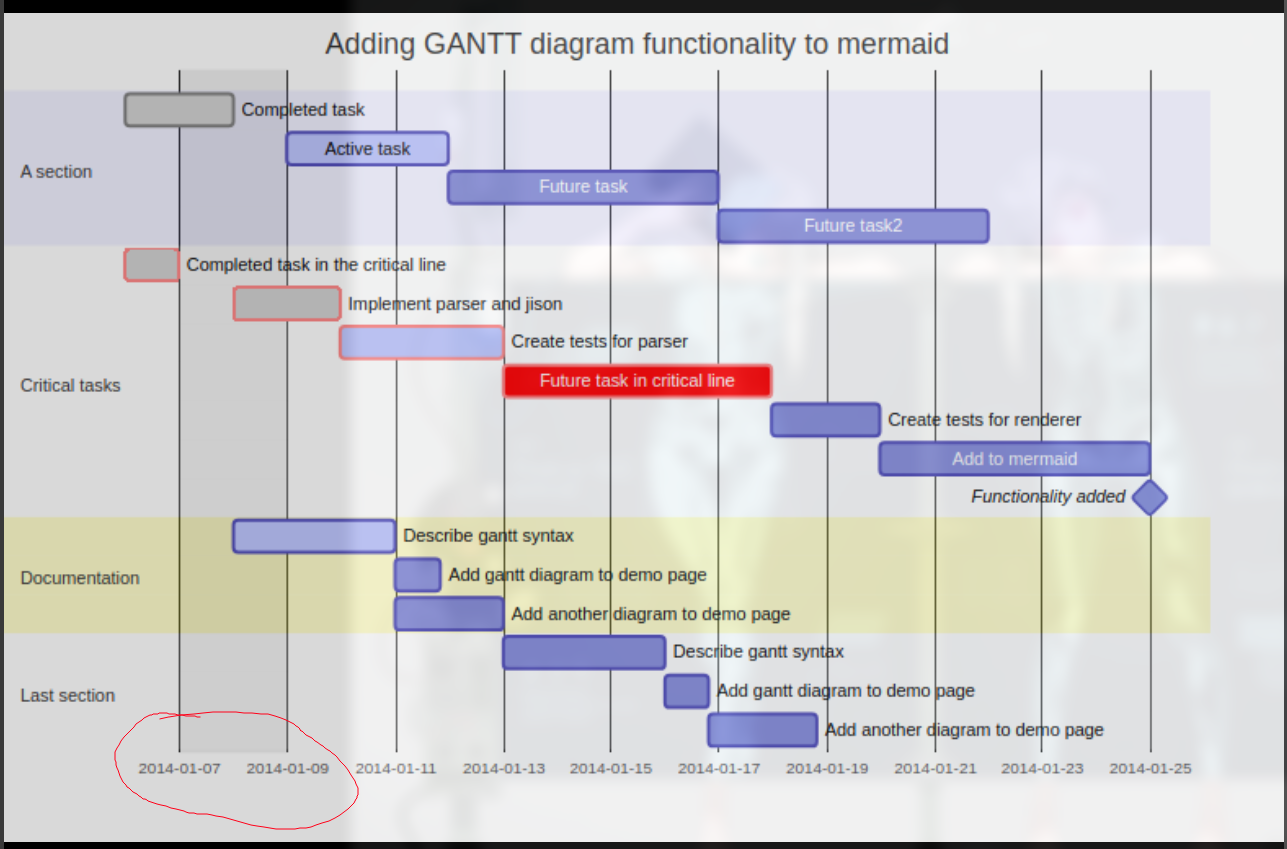 Adding GANTT diagram functionality to mermaid
A section
Completed task
Active task
Future task
Future task2
Critical tasks
Completed task in the critical line
Implement parser and jison
Create tests for parser
Future task in critical line
Create tests for renderer
Add to mermaid
Functionality added
Documentation
Describe gantt syntax
Add gantt diagram to demo page
Add another diagram to demo page
Last section
Describe gantt syntax
Add gantt diagram to demo page
Add another diagram to demo page
2014-01-07 2014-01-09 2014-01-11 2014-01-13 2014-01-15 2014-01-17 2014-01-19 2014-01-21 2014-01-23 2014-01-25